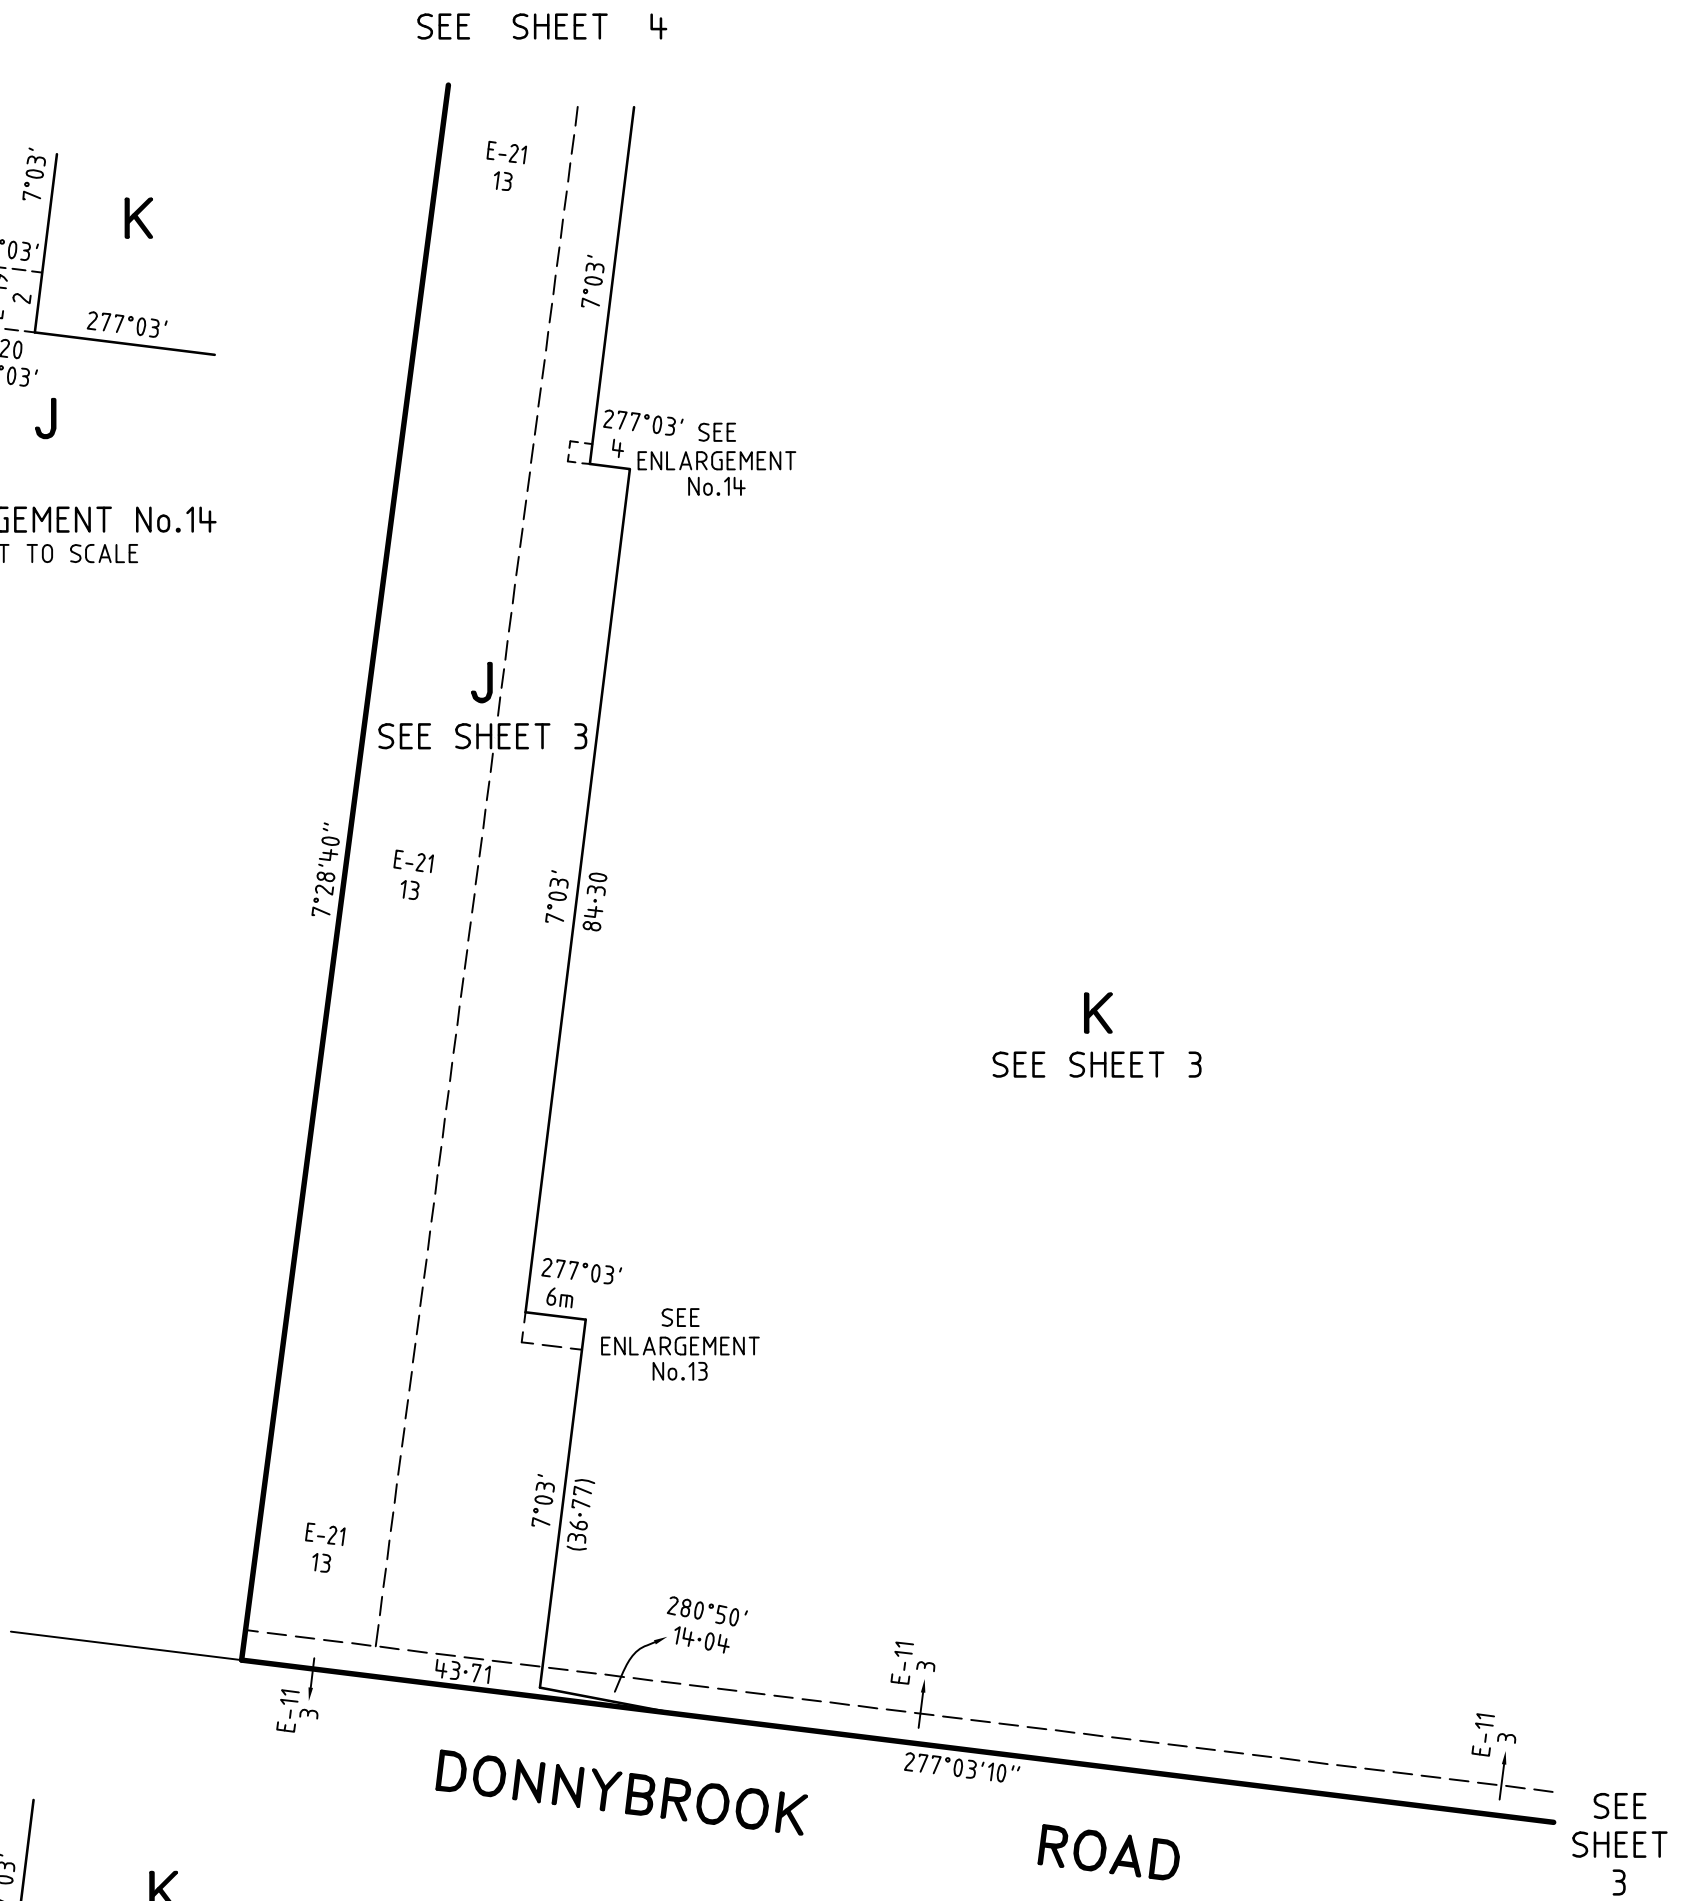 SEE SHEET 4
E-21
13
7°03'
K
7°03'
°03'
2
277°03'
20
°03'
J
277°03'
4
SEE
ENLARGEMENT
No.14
GEMENT No.14
T TO SCALE
J
SEE SHEET 3
7°28'40"
E-21
13
7°03'
84·30
K
SEE SHEET 3
277°03'
6m
SEE
ENLARGEMENT
No.13
7°03'
(36·77)
E-21
13
280°50'
14·04
43·71
E-11
3
E-11
3
E-11
3
277°03'10"
DONNYBROOK ROAD
SEE
SHEET
3
03'
K